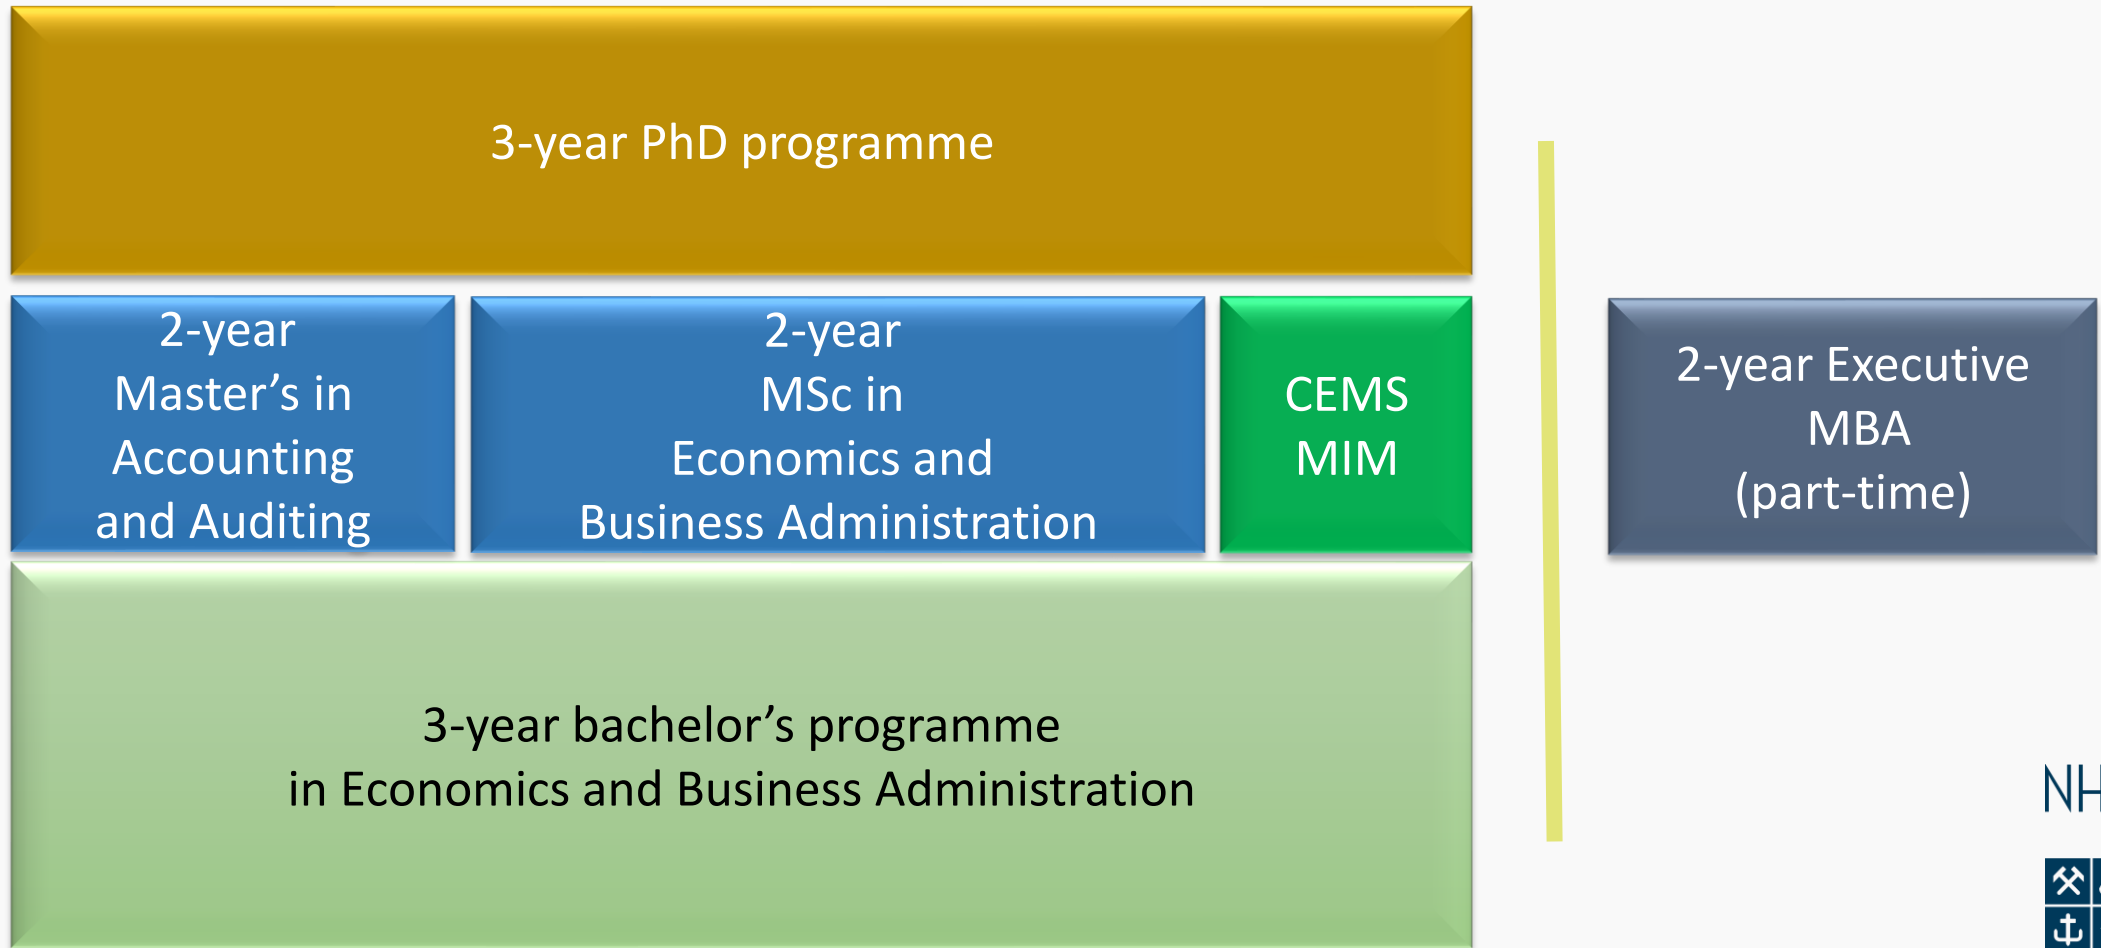 3-year PhD programme
2-year
Master’s in
Accounting
and Auditing
2-year
MSc in
Economics and
Business Administration
CEMS
MIM
2-year Executive
MBA
(part-time)
3-year bachelor’s programme
in Economics and Business Administration